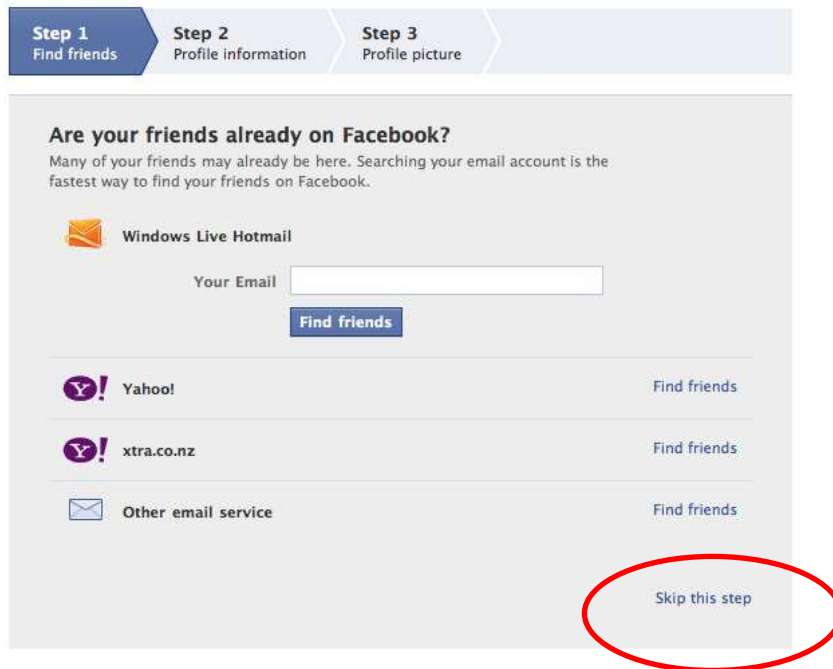 Step 1
Find friends
Step 2
Profile information
Step 3
Profile picture
Are your friends already on Facebook?
Many of your friends may already be here. Searching your email account is the
fastest way to find your friends on Facebook.
Windows Live Hotmail
Your Email
Find friends
Y! Yahoo! Find friends
Y! xtra.co.nz Find friends
Other email service Find friends
Skip this step